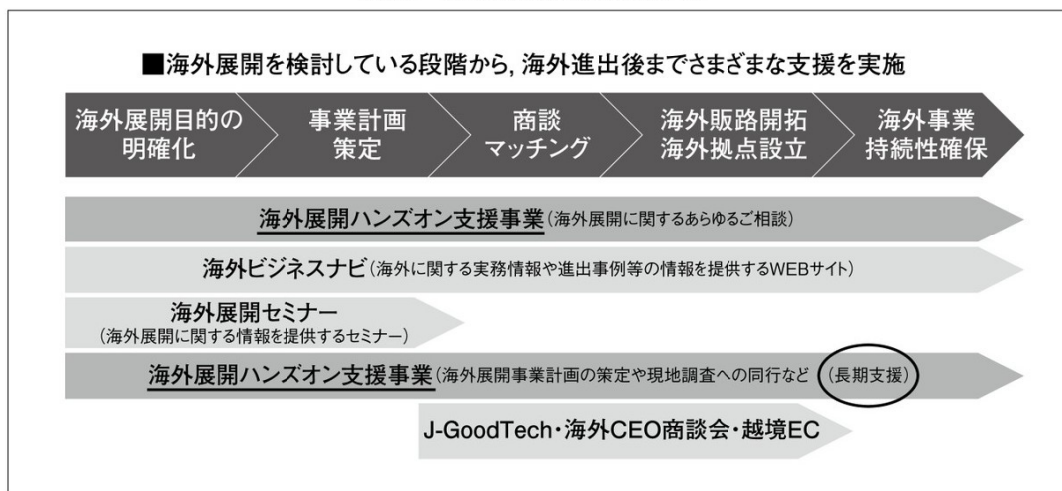 ■海外展開を検討している段階から, 海外進出後までさまざまな支援を実施
海外展開目的の
明確化
事業計画
策定
商談
マッチング
海外販路開拓
海外拠点設立
海外事業
持続性確保
海外展開ハンズオン支援事業(海外展開に関するあらゆるご相談)
海外ビジネスナビ(海外に関する実務情報や進出事例等の情報を提供するWEBサイト)
海外展開セミナー
(海外展開に関する情報を提供するセミナー)
海外展開ハンズオン支援事業(海外展開事業計画の策定や現地調査への同行など (長期支援)
J-GoodTech・海外CEO商談会・越境EC